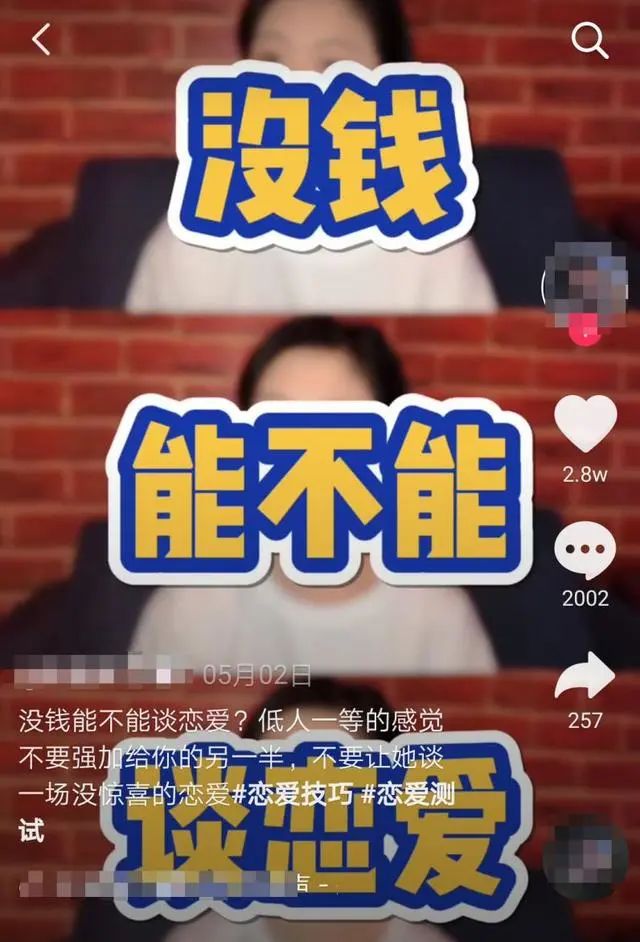 没钱
能不能
2.8w
2002
05月02日
257
没钱能不能谈恋爱？低人一等的感觉
不要强加给你的另一半，不要让她谈
一场没惊喜的恋爱#恋爱技巧 #恋爱测
试
谈恋爱